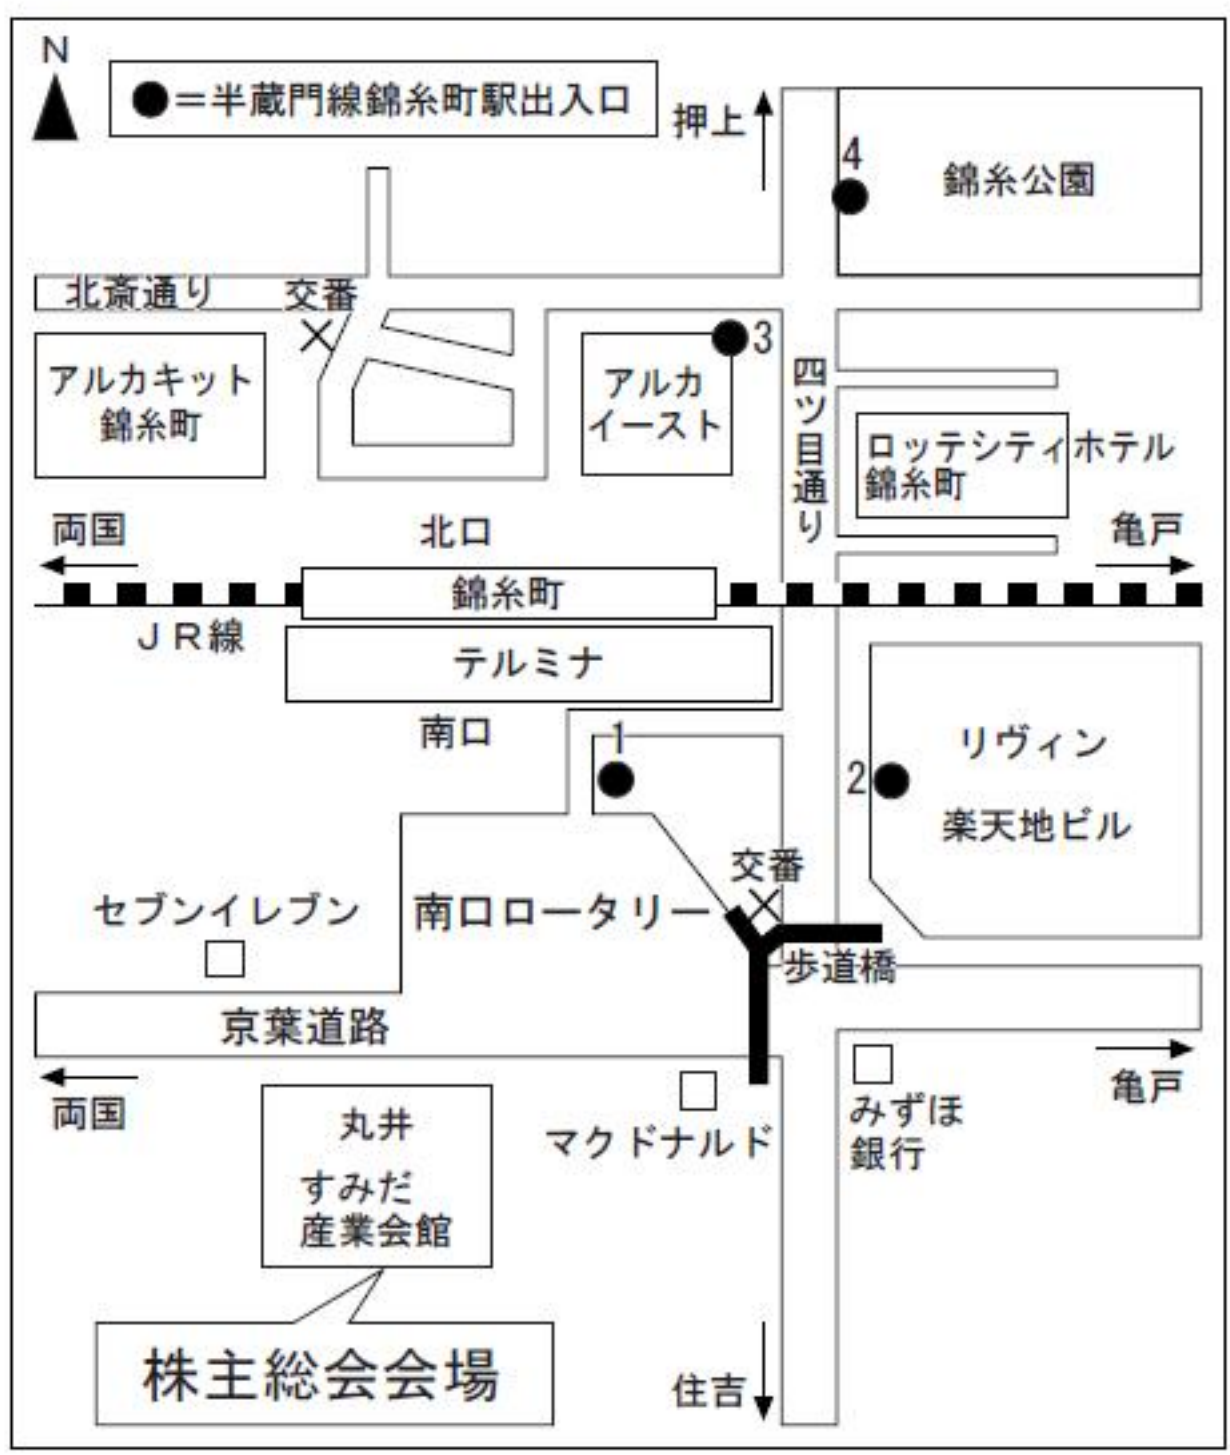 N
●＝半蔵門線錦糸町駅出入口
押上
4
錦糸公園
北斎通り
交番
3
アルカキット
錦糸町
アルカ
イースト
四ツ目通り
ロッテシティホテル
錦糸町
両国
北口
亀戸
錦糸町
ＪＲ線
テルミナ
南口
1
リヴィン
2
楽天地ビル
交番
セブンイレブン
南口ロータリー
歩道橋
京葉道路
両国
亀戸
みずほ
銀行
マクドナルド
丸井
すみだ
産業会館
株主総会会場
住吉